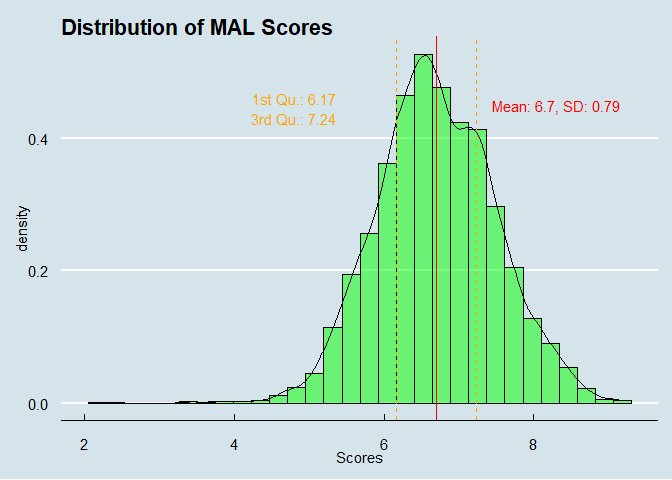 Distribution of MAL Scores
1st Qu.: 6.17
3rd Qu.: 7.24
Mean: 6.7, SD: 0.79
density
0.4
0.2
0.0
2 4 6 8
Scores